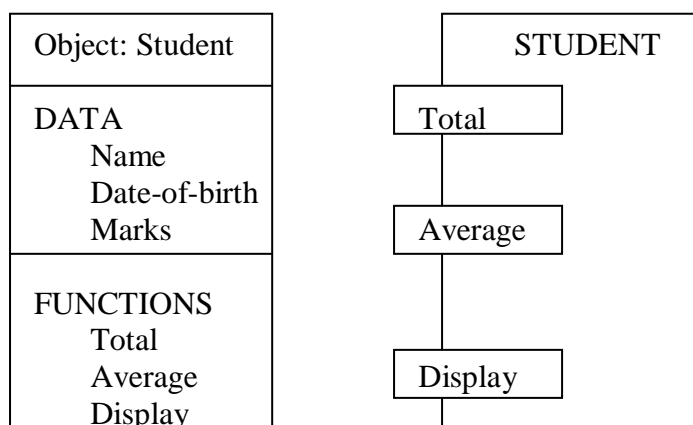 Object: Student
DATA
Name
Date-of-birth
Marks
FUNCTIONS
Total
Average
Display
STUDENT
Total
Average
Display